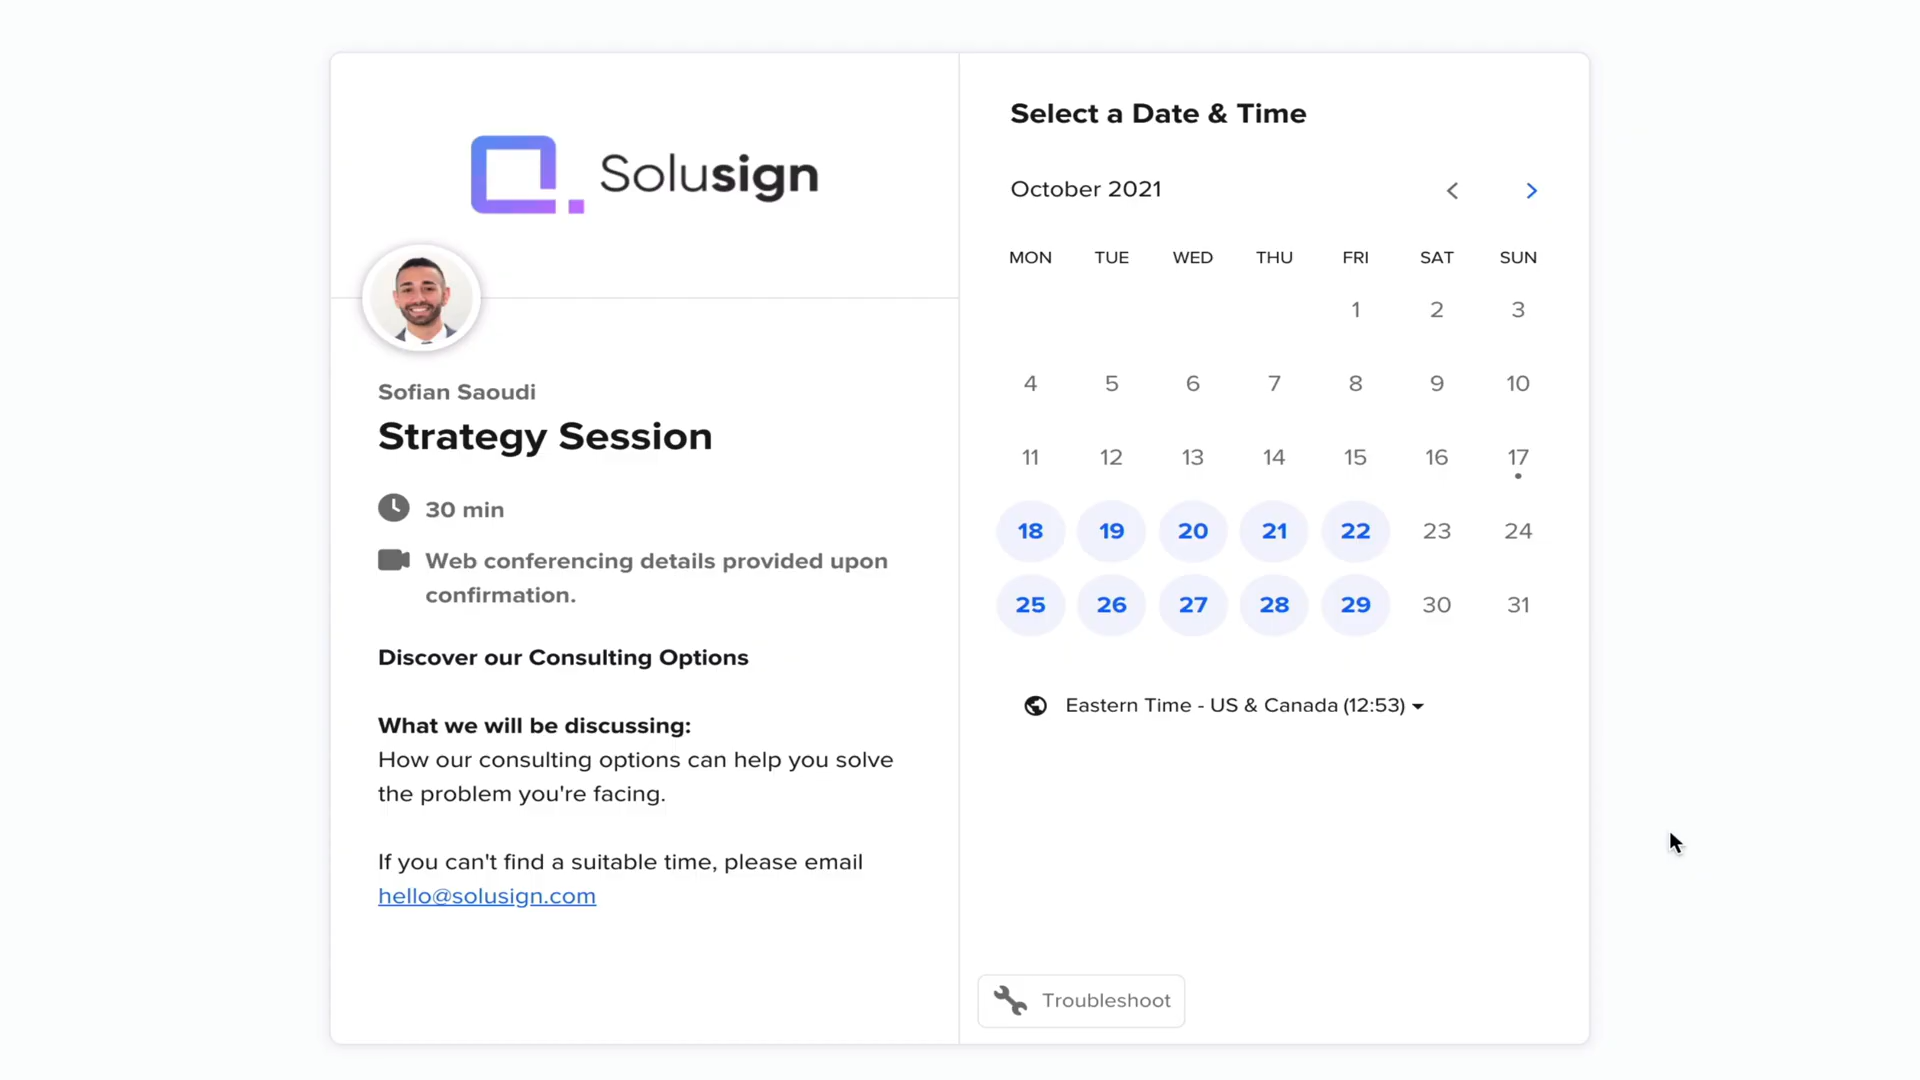 Solusign
Sofian Saoudi
Strategy Session
30 min
Web conferencing details provided upon
confirmation.
Discover our Consulting Options
What we will be discussing:
How our consulting options can help you solve
the problem you're facing.
If you can't find a suitable time, please email
hello@solusign.com
Select a Date & Time
October 2021
MON TUE WED THU FRI SAT SUN
1 2 3
4 5 6 7 8 9 10
11 12 13 14 15 16 17
18 19 20 21 22 23 24
25 26 27 28 29 30 31
Eastern Time - US & Canada (12:53)
Troubleshoot